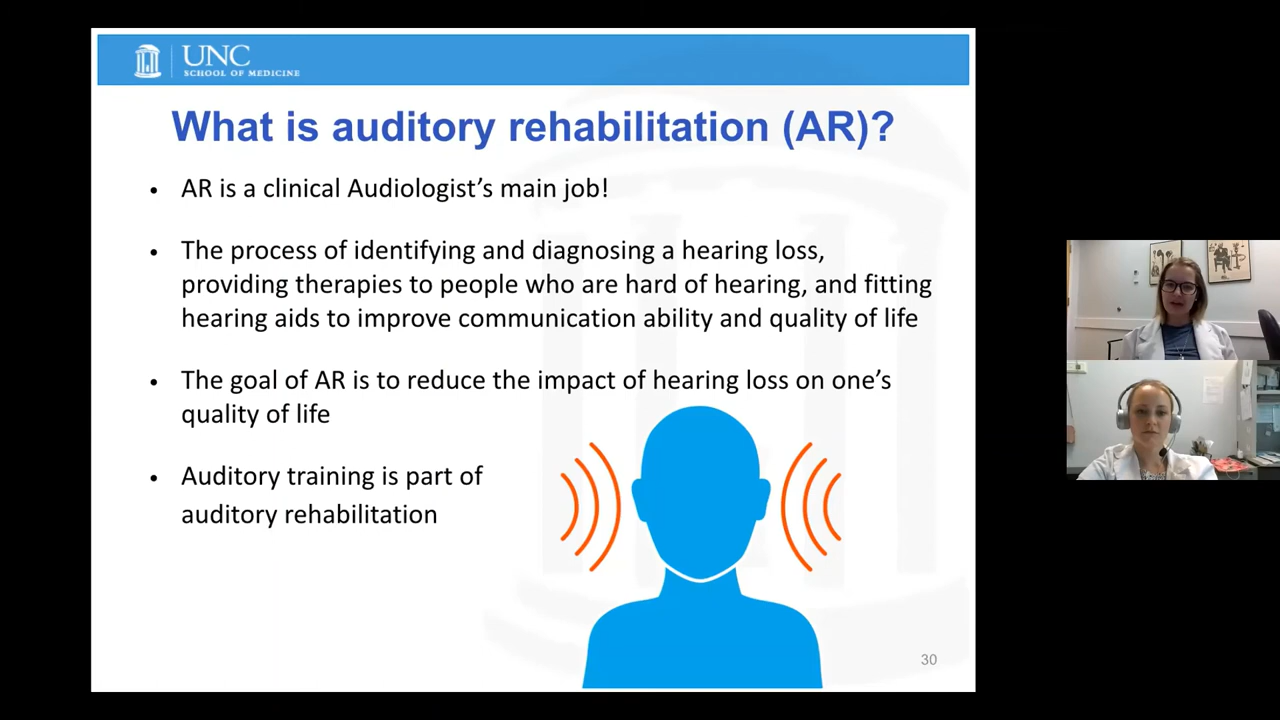 UNC
SCHOOL OF MEDICINE
What is auditory rehabilitation (AR)?
• AR is a clinical Audiologist's main job!
• The process of identifying and diagnosing a hearing loss,
providing therapies to people who are hard of hearing, and fitting
hearing aids to improve communication ability and quality of life
• The goal of AR is to reduce the impact of hearing loss on one's
quality of life
• Auditory training is part of
auditory rehabilitation
30